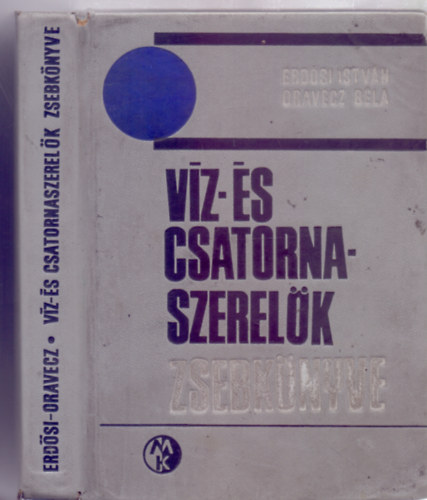 ERDŐSI-ORAVECZ • VÍZ-ÉS CSATORNASZERELŐK ZSEBKÖNYVE
ERDŐSI ISTVÁN
ORAVECZ BÉLA
VÍZ-ÉS
CSATORNA-
SZERELŐK
ZSEBKÖNYVE
MK